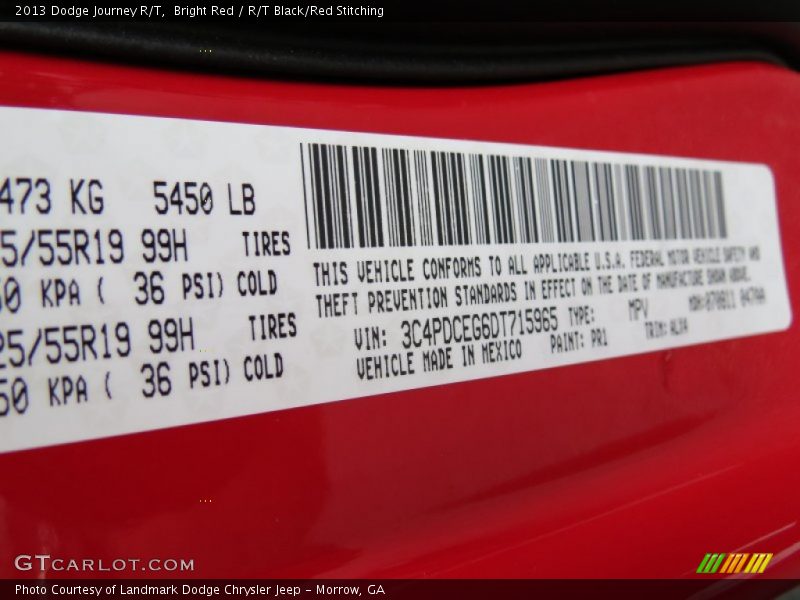 2013 Dodge Journey R/T, Bright Red / R/T Black/Red Stitching
473 KG 5450 LB
5/55R19 99H TIRES
50 KPA ( 36 PSI) COLD
25/55R19 99H TIRES
50 KPA ( 36 PSI) COLD
THIS VEHICLE CONFORMS TO ALL APPLICABLE U.S.A. FEDERAL MOTOR VEHICLE SAFETY AND
THEFT PREVENTION STANDARDS IN EFFECT ON THE DATE OF MANUFACTURE SHOWN ABOVE.
VIN: 3C4PDCEG6DT715965 TYPE: MPV
VEHICLE MADE IN MEXICO PAINT: PR1 TRIM:
GTCARLOT.COM
Photo Courtesy of Landmark Dodge Chrysler Jeep - Morrow, GA